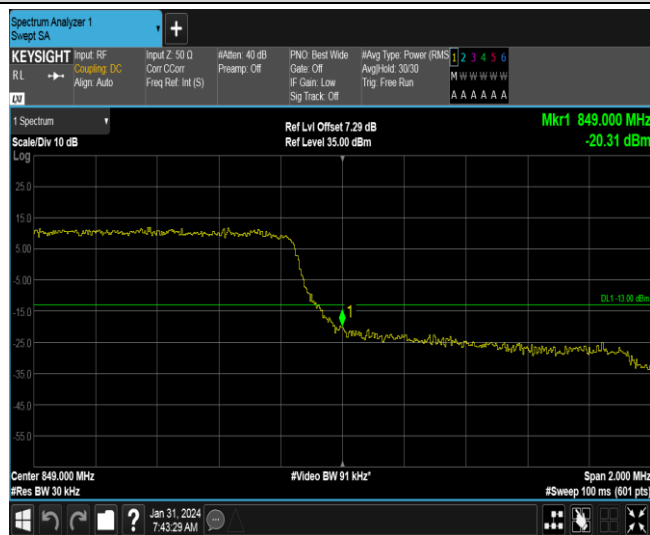 Spectrum Analyzer 1
Swept SA
+
KEYSIGHT
RL
LXI
Input: RF
Coupling: DC
Align: Auto
Input Z: 50 Ω
Corr CCorr
Freq Ref: Int (S)
#Atten: 40 dB
Preamp: Off
PNO: Best Wide
Gate: Off
IF Gain: Low
Sig Track: Off
#Avg Type: Power (RMS
Avg|Hold: 30/30
Trig: Free Run
1 2 3 4 5 6
M W W W W W
A A A A A A
1 Spectrum
Scale/Div 10 dB
Ref Lvl Offset 7.29 dB
Ref Level 35.00 dBm
Mkr1 849.000 MHz
-20.31 dBm
Log
25.0
15.0
5.00
-5.00
DL1 -13.00 dBm
-15.0
1
-25.0
-35.0
-45.0
-55.0
Center 849.000 MHz
#Video BW 91 kHz*
Span 2.000 MHz
#Res BW 30 kHz
#Sweep 100 ms (601 pts)
?
Jan 31, 2024
7:43:29 AM